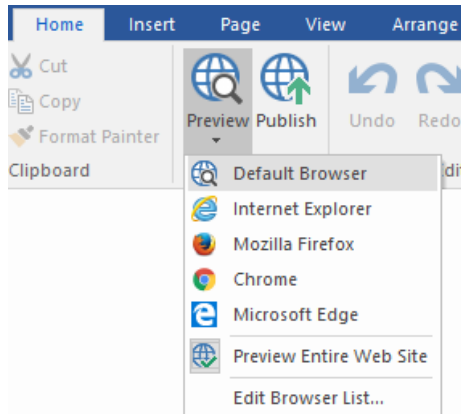 Home Insert Page View Arrange
Cut
Copy
Format Painter
Clipboard
Preview Publish
Undo Redo
Default Browser
Internet Explorer
Mozilla Firefox
Chrome
Microsoft Edge
Preview Entire Web Site
Edit Browser List...